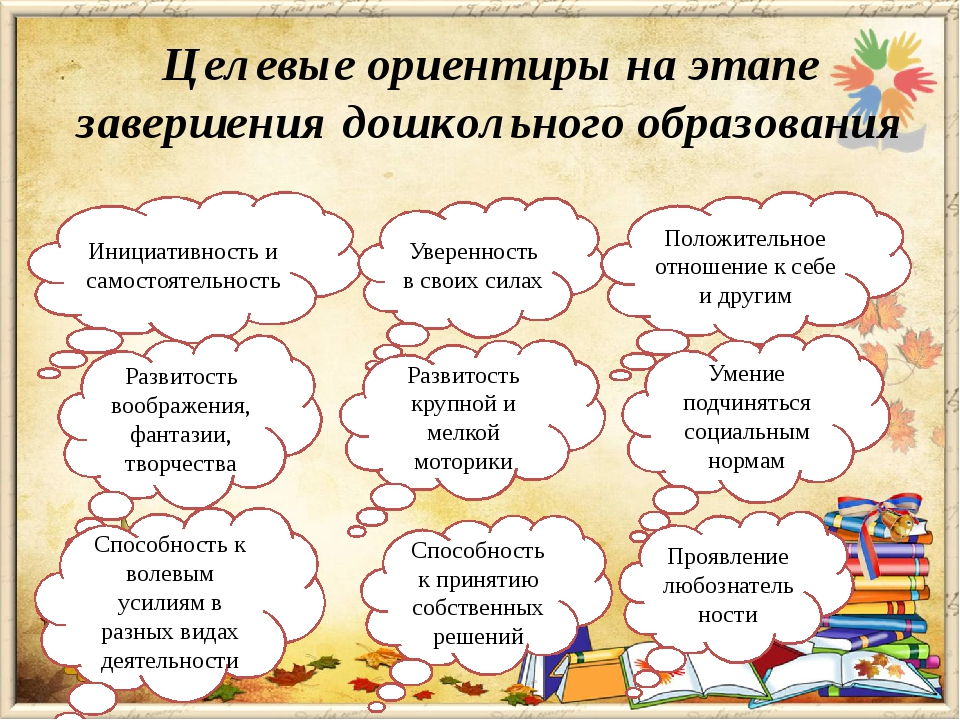 Целевые ориентиры на этапе
завершения дошкольного образования
Инициативность и
самостоятельность
Уверенность
в своих силах
Положительное
отношение к себе
и другим
Развитость
воображения,
фантазии,
творчества
Развитость
крупной и
мелкой
моторики
Умение
подчиняться
социальным
нормам
Способность к
волевым
усилиям в
разных видах
деятельности
Способность
к принятию
собственных
решений
Проявление
любознатель
ности